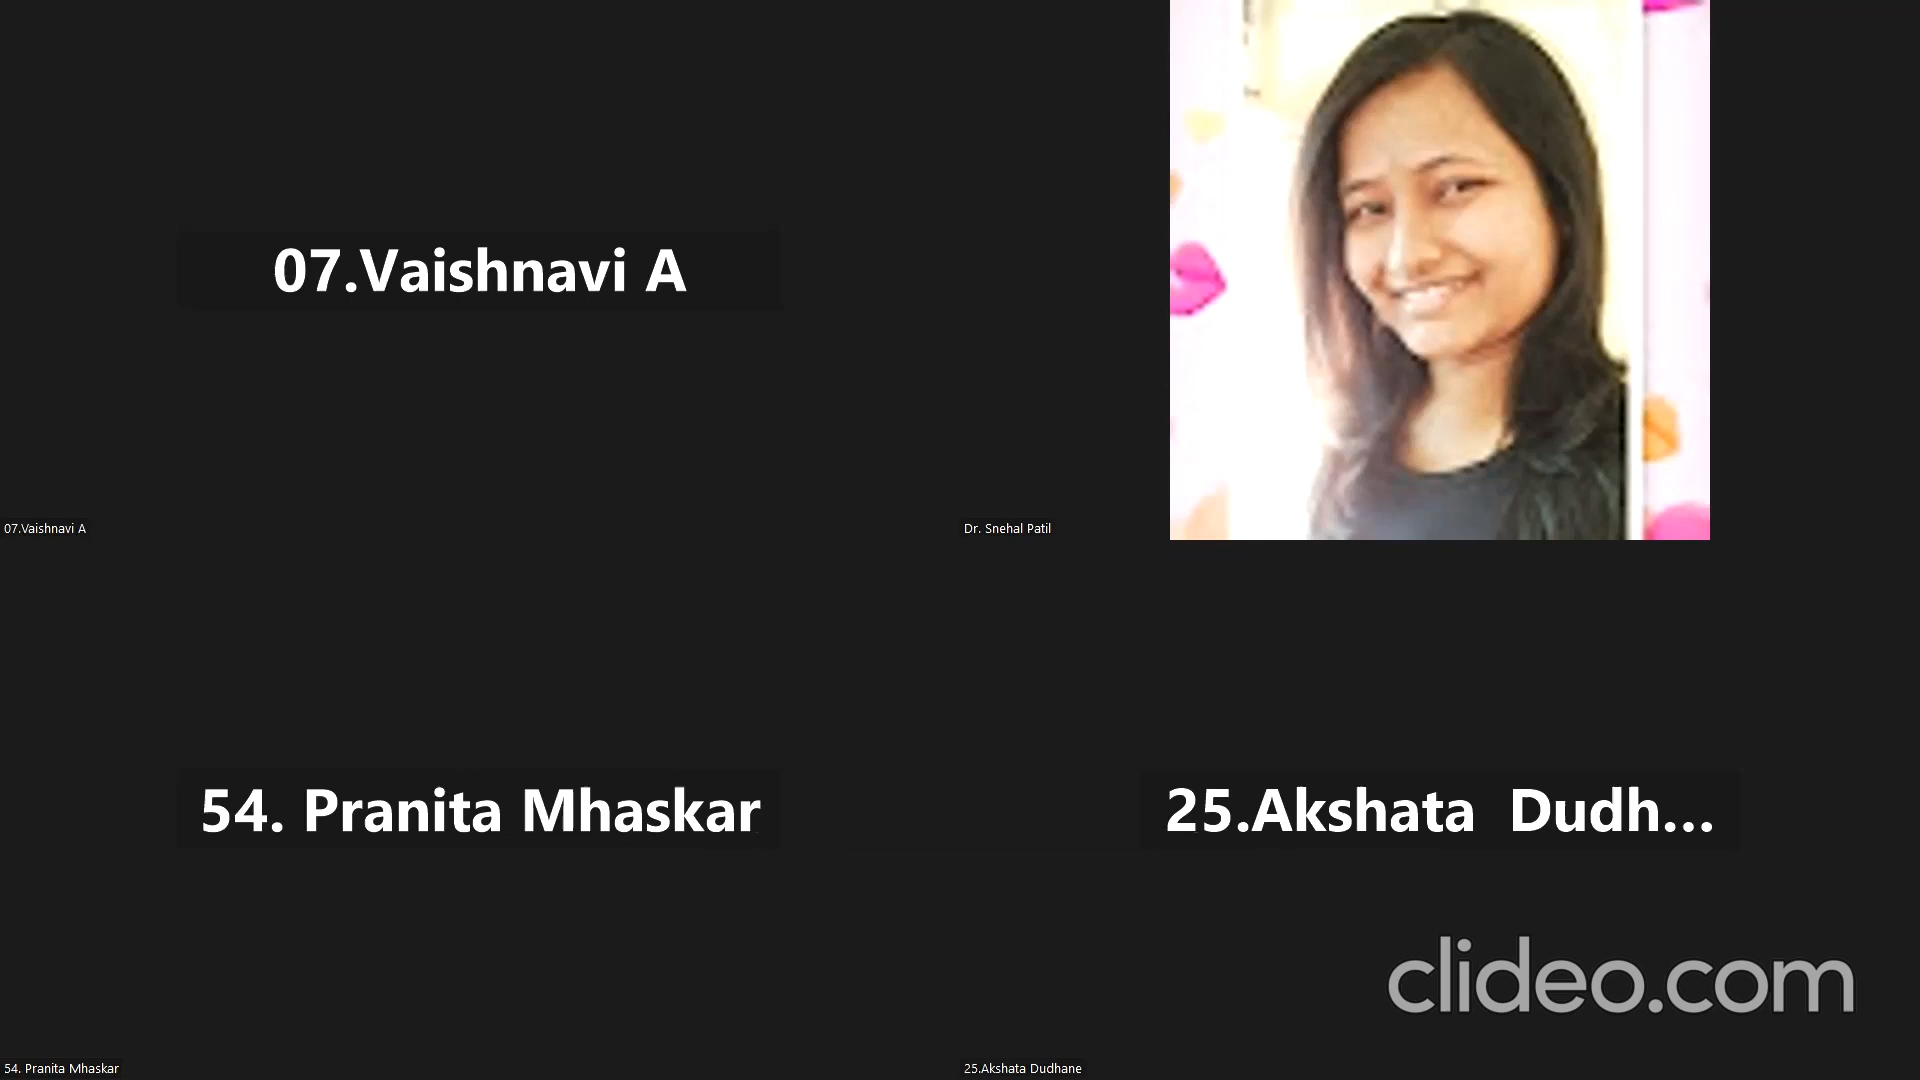 07.Vaishnavi A
07.Vaishnavi A
Dr. Snehal Patil
54. Pranita Mhaskar
25.Akshata  Dudh...
clideo.com
54. Pranita Mhaskar
25.Akshata Dudhane